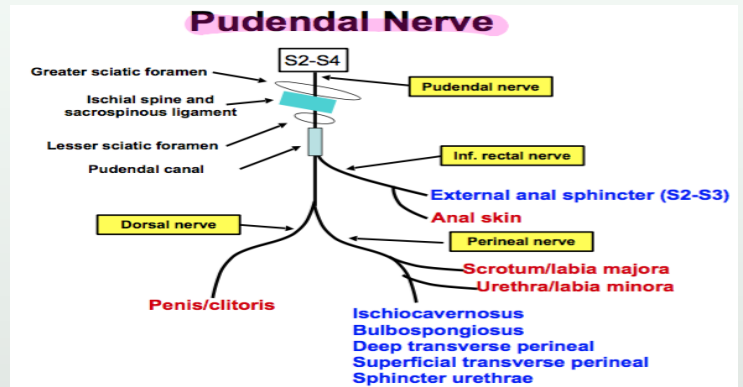 Pudendal Nerve
S2-S4
Greater sciatic foramen
Pudendal nerve
Ischial spine and
sacrospinous ligament
Lesser sciatic foramen
Inf. rectal nerve
Pudendal canal
External anal sphincter (S2-S3)
Anal skin
Dorsal nerve
Perineal nerve
Scrotum/labia majora
Urethra/labia minora
Penis/clitoris
Ischiocavernosus
Bulbospongiosus
Deep transverse perineal
Superficial transverse perineal
Sphincter urethrae